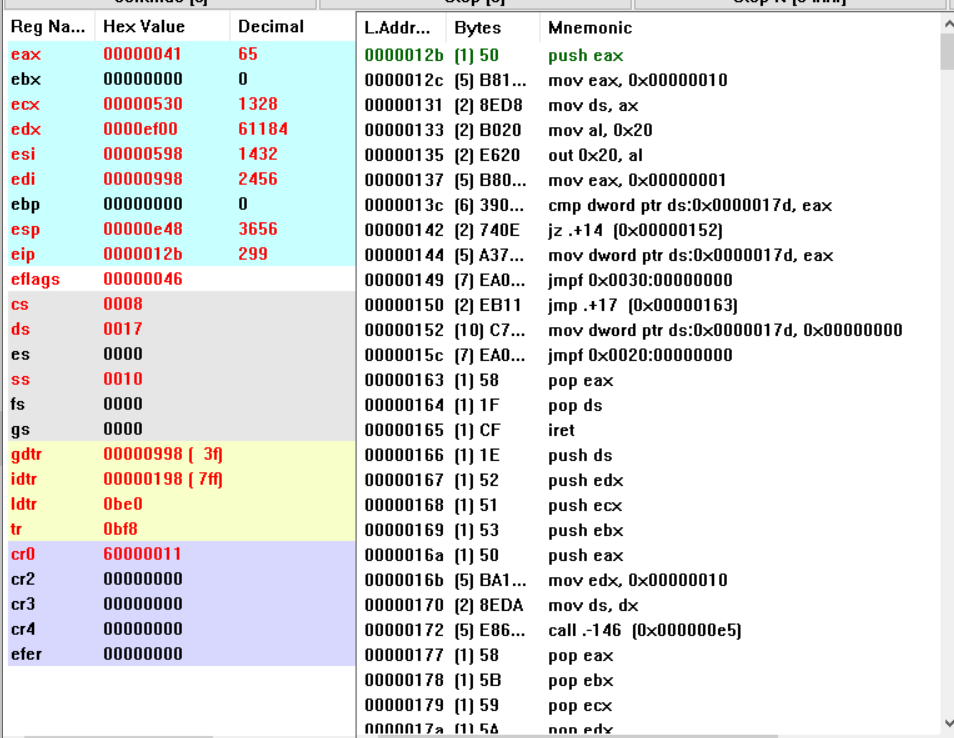 Reg Na... Hex Value Decimal
eax 00000041 65
ebx 00000000 0
ecx 00000530 1328
edx 0000ef00 61184
esi 00000598 1432
edi 00000998 2456
ebp 00000000 0
esp 00000e48 3656
eip 0000012b 299
eflags 00000046
cs 0008
ds 0017
es 0000
ss 0010
fs 0000
gs 0000
gdtr 00000998 ( 3f)
idtr 00000198 ( 7ff)
ldtr 0be0
tr 0bf8
cr0 60000011
cr2 00000000
cr3 00000000
cr4 00000000
efer 00000000
L.Addr... Bytes Mnemonic
0000012b (1) 50 push eax
0000012c (5) B81... mov eax, 0x00000010
00000131 (2) 8ED8 mov ds, ax
00000133 (2) B020 mov al, 0x20
00000135 (2) E620 out 0x20, al
00000137 (5) B80... mov eax, 0x00000001
0000013c (6) 390... cmp dword ptr ds:0x0000017d, eax
00000142 (2) 740E jz .+14 (0x00000152)
00000144 (5) A37... mov dword ptr ds:0x0000017d, eax
00000149 (7) EA0... jmpf 0x0030:00000000
00000150 (2) EB11 jmp .+17 (0x00000163)
00000152 (10) C7... mov dword ptr ds:0x0000017d, 0x00000000
0000015c (7) EA0... jmpf 0x0020:00000000
00000163 (1) 58 pop eax
00000164 (1) 1F pop ds
00000165 (1) CF iret
00000166 (1) 1E push ds
00000167 (1) 52 push edx
00000168 (1) 51 push ecx
00000169 (1) 53 push ebx
0000016a (1) 50 push eax
0000016b (5) BA1... mov edx, 0x00000010
00000170 (2) 8EDA mov ds, dx
00000172 (5) E86... call .-146 (0x000000e5)
00000177 (1) 58 pop eax
00000178 (1) 5B pop ebx
00000179 (1) 59 pop ecx
0000017a (1) 5A pop edx